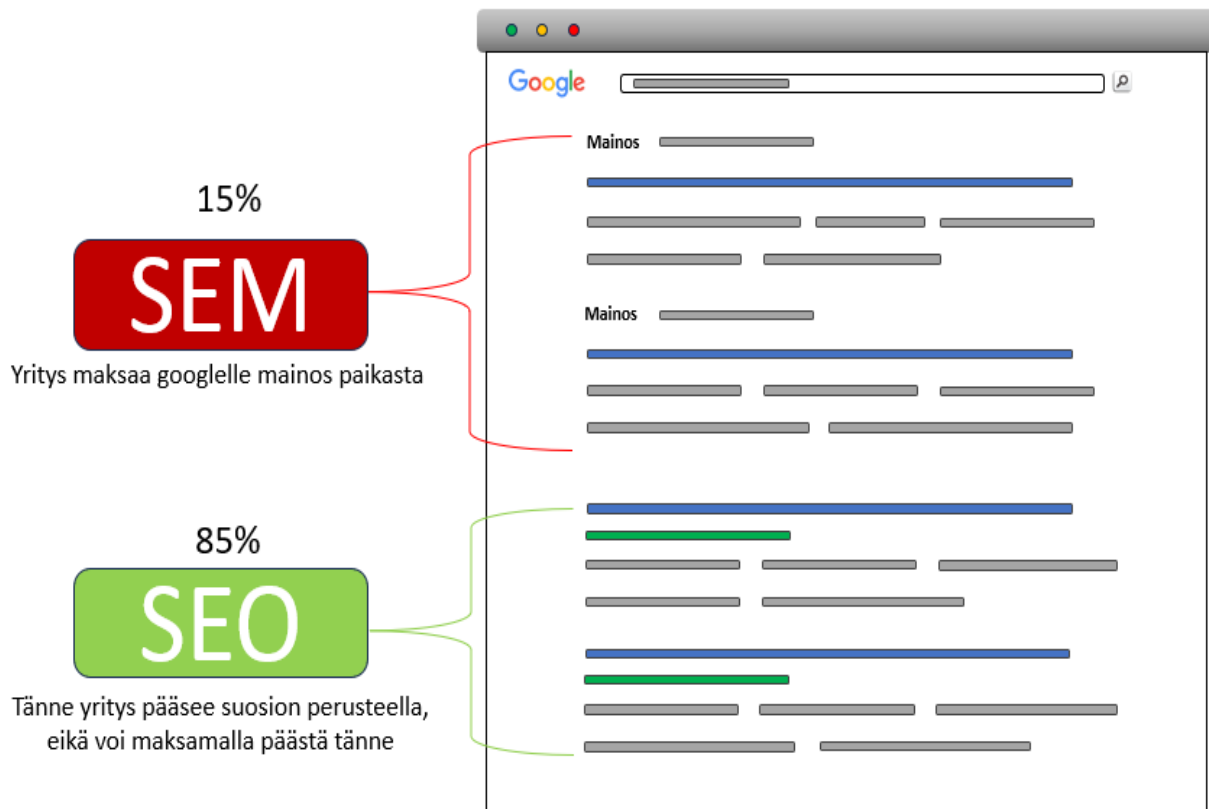 Google
Mainos
15%
SEM
Yritys maksaa googlelle mainos paikasta
Mainos
85%
SEO
Tänne yritys pääsee suosion perusteella,
eikä voi maksamalla päästä tänne